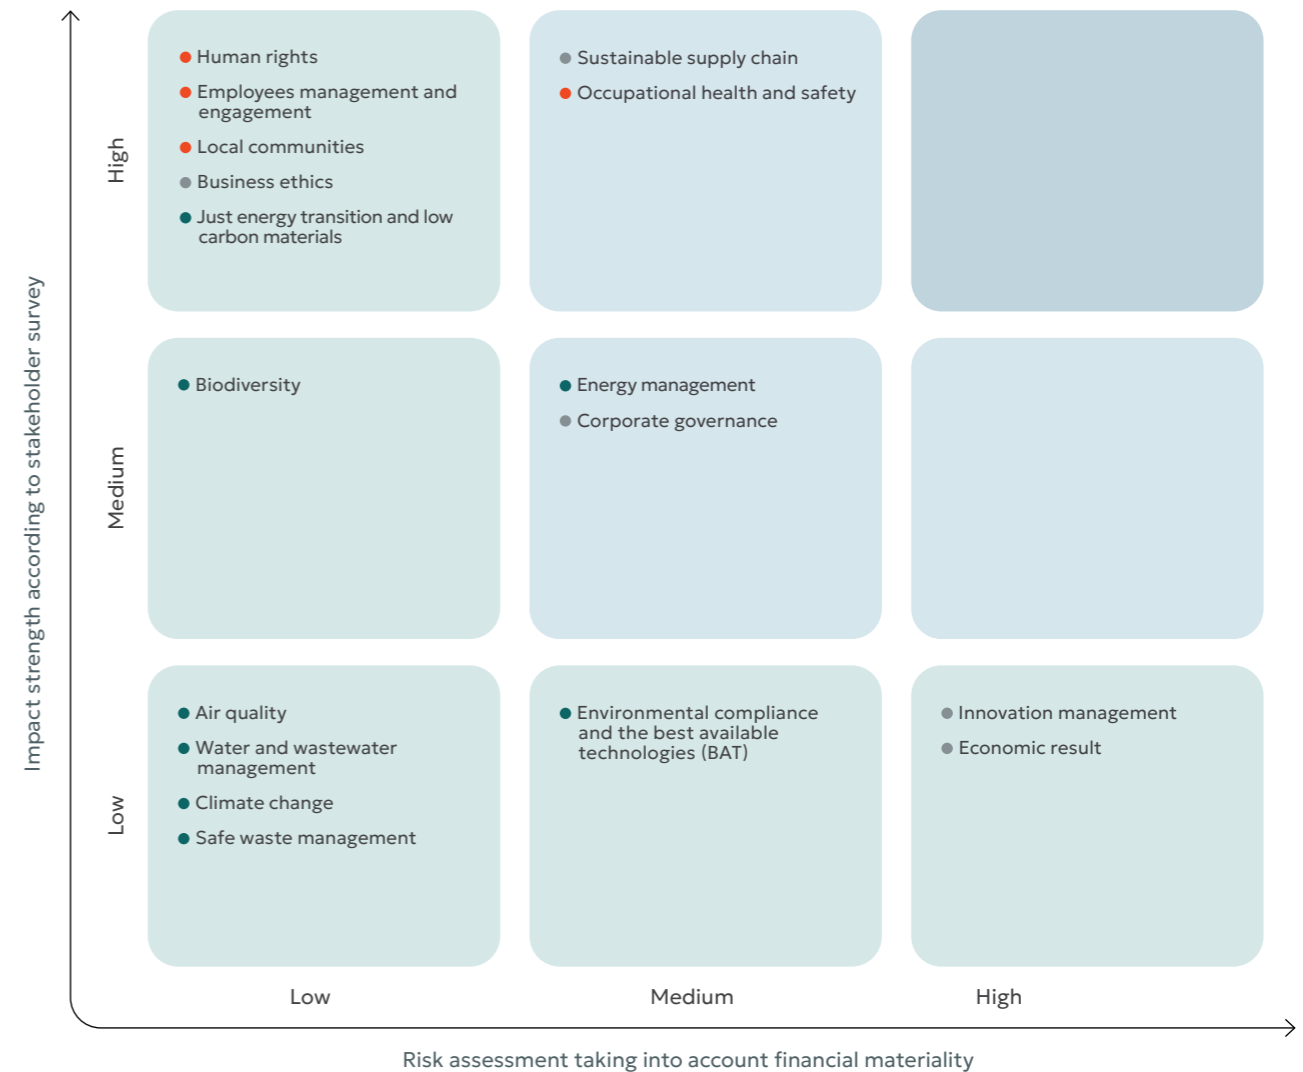 Impact strength according to stakeholder survey
High
Human rights
Employees management and
engagement
Local communities
Business ethics
Just energy transition and low
carbon materials
Sustainable supply chain
Occupational health and safety
Medium
Biodiversity
Energy management
Corporate governance
Low
Air quality
Water and wastewater
management
Climate change
Safe waste management
Environmental compliance
and the best available
technologies (BAT)
Innovation management
Economic result
Low
Medium
High
Risk assessment taking into account financial materiality